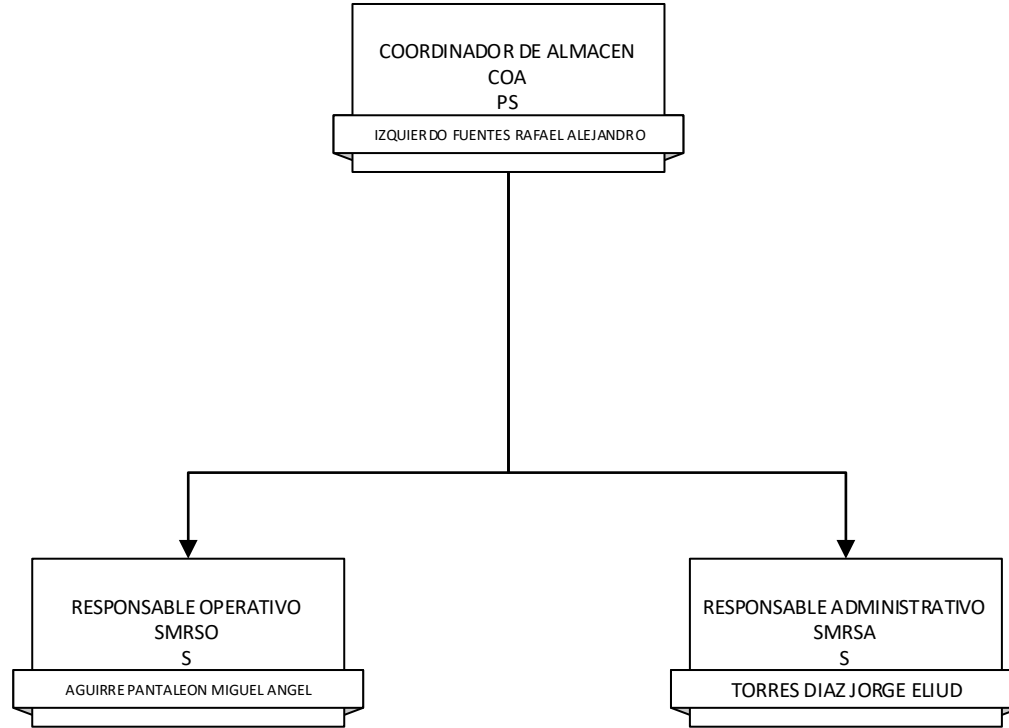 COORDINADOR DE ALMACEN
COA
PS
IZQUIERDO FUENTES RAFAEL ALEJANDRO
RESPONSABLE OPERATIVO
SMRSO
S
AGUIRRE PANTALEON MIGUEL ANGEL
RESPONSABLE ADMINISTRATIVO
SMRSA
S
TORRES DIAZ JORGE ELIUD